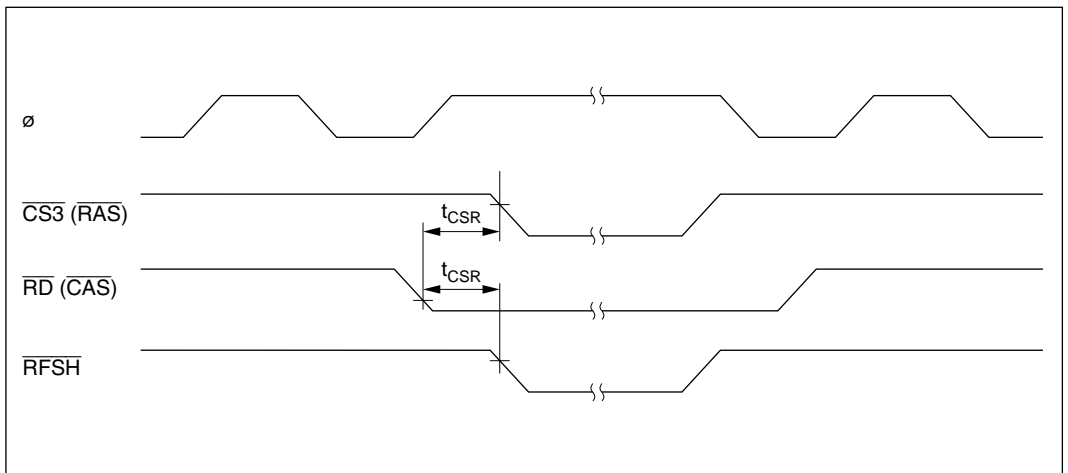 ø
CS3 (RAS)
tCSR
RD (CAS)
tCSR
RFSH